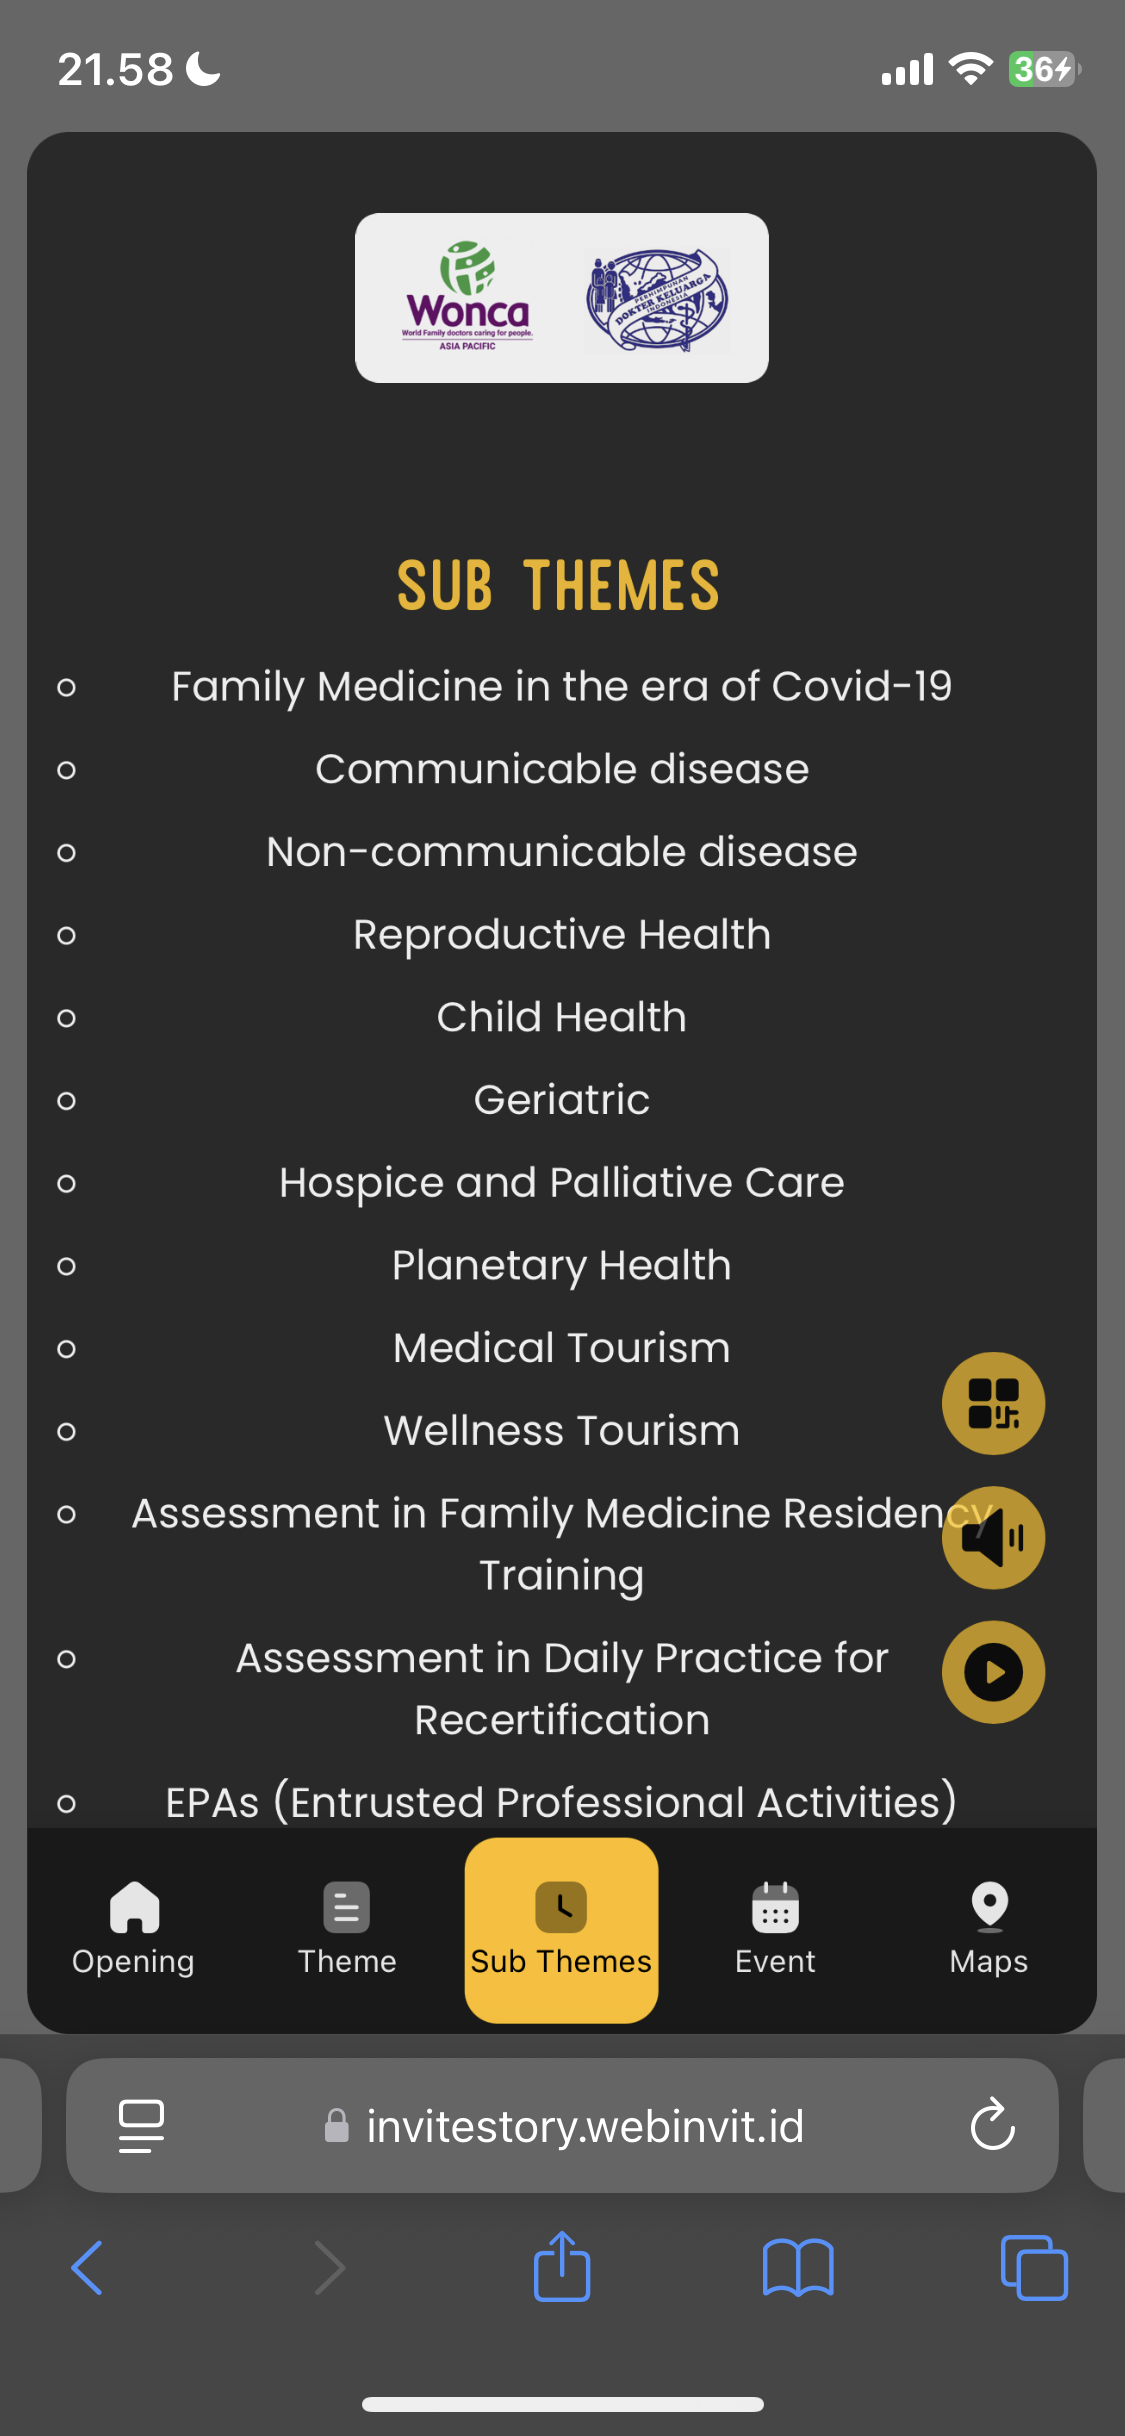 21.58
36
Wonca
World Family doctors caring for people.
ASIA PACIFIC
PERHIMPUNAN
DOKTER KELUARGA
INDONESIA
SUB THEMES
Family Medicine in the era of Covid-19
Communicable disease
Non-communicable disease
Reproductive Health
Child Health
Geriatric
Hospice and Palliative Care
Planetary Health
Medical Tourism
Wellness Tourism
Assessment in Family Medicine Residency
Training
Assessment in Daily Practice for
Recertification
EPAs (Entrusted Professional Activities)
Opening
Theme
Sub Themes
Event
Maps
invitestory.webinvit.id